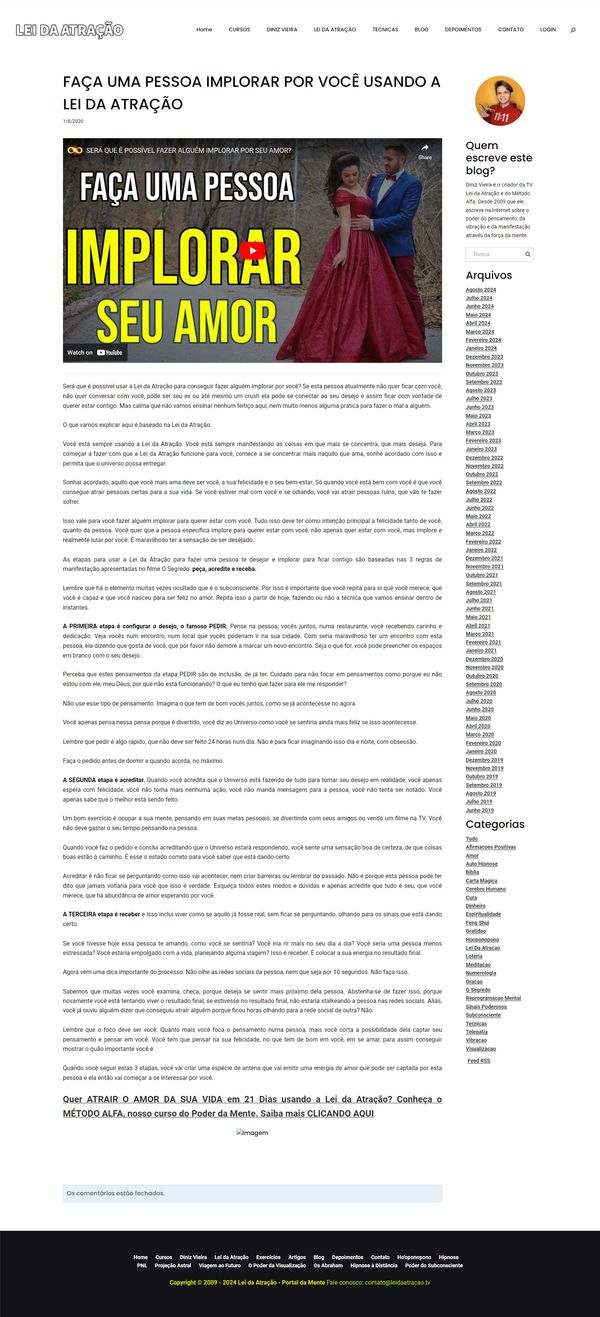 LEI DA ATRAÇÃO
Home CURSOS DINIZ VIEIRA LEI DA ATRAÇÃO TECNICAS BLOG DEPOIMENTOS CONTATO LOGIN
FAÇA UMA PESSOA IMPLORAR POR VOCÊ USANDO A
LEI DA ATRAÇÃO
1/8/2020
SERÁ QUE É POSSÍVEL FAZER ALGUÉM IMPLORAR POR SEU AMOR?
Share
FAÇA UMA PESSOA
IMPLORAR
SEU AMOR
Watch on YouTube
Será que é possível usar a Lei da Atração para conseguir fazer alguém implorar por você? Se esta pessoa atualmente não quer ficar com você,
não quer conversar com você, pode ser seu ex ou até mesmo um crush ela pode se conectar ao seu desejo e assim ficar com vontade de
querer estar contigo. Mas calma que não vamos ensinar nenhum feitiço aqui, nem muito menos alguma prática para fazer o mal a alguém.
O que vamos explicar aqui é baseado na Lei da Atração.
Você está sempre usando a Lei da Atração. Você está sempre manifestando as coisas em que mais se concentra, que mais deseja. Para
começar a fazer com que a Lei da Atração funcione para você, comece a se concentrar mais naquilo que ama, sonhe acordado com isso e
permita que o universo possa entregar.
Sonhar acordado, aquilo que você mais ama deve ser você, a sua felicidade e o seu bem-estar. Só quando você está bem com você é que você
consegue atrair pessoas certas para a sua vida. Se você estiver mal com você e se odiando, você vai atrair pessoas ruins, que vão te fazer
sofrer.
Isso vale para você fazer alguém implorar para querer estar com você. Tudo isso deve ter como intenção principal a felicidade tanto de você,
quanto da pessoa. Você quer que a pessoa específica implore para querer estar com você, não apenas quer estar com você, mas implore e
realmente lutar por você. É maravilhoso ter a sensação de ser desejado.
As etapas para usar a Lei da Atração para fazer uma pessoa te desejar e implorar para ficar contigo são baseadas nas 3 regras de
manifestação apresentadas no filme O Segredo: peça, acredite e receba.
Lembre que há o elemento muitas vezes ocultado que é o subconsciente. Por isso é importante que você repita para si que você merece, que
você é capaz e que você nasceu para ser feliz no amor. Repita isso a partir de hoje, fazendo ou não a técnica que vamos ensinar dentro de
instantes.
A PRIMEIRA etapa é configurar o desejo, o famoso PEDIR. Pense na pessoa, vocês juntos, numa restaurante, você recebendo carinho e
dedicação. Veja vocês num encontro, num local que vocês poderiam ir na sua cidade. Com seria maravilhoso ter um encontro com esta
pessoa, ela dizendo que gosta de você, que por favor não demore a marcar um novo encontro. Seja o que for, você pode preencher os espaços
em branco com o seu desejo.
Perceba que estes pensamentos da etapa PEDIR são de inclusão, de já ter. Cuidado para não focar em pensamentos como porque eu não
estou com ele, meu Deus, por que não está funcionando? O que eu tenho que fazer para ele me responder?
Não use esse tipo de pensamento. Imagina o que tem de bom vocês juntos, como se já acontecesse no agora.
Você apenas pensa nessa pensa porque é divertido, você diz ao Universo como você se sentiria ainda mais feliz se isso acontecesse.
Lembre que pedir é algo rápido, que não deve ser feito 24 horas num dia. Não é para ficar imaginando isso dia e noite, com obsessão.
Faça o pedido antes de dormir e quando acorda, no máximo.
A SEGUNDA etapa é acreditar. Quando você acredita que o Universo está fazendo de tudo para tornar seu desejo em realidade, você apenas
espera com felicidade, você não toma mais nenhuma ação, você não manda mensagem para a pessoa, você não tenta ser notado. Você
apenas sabe que o melhor está sendo feito.
Um bom exercício é ocupar a sua mente, pensando em suas metas pessoais, se divertindo com seus amigos ou vendo um filme na TV. Você
não deve gastar o seu tempo pensando na pessoa.
Quando você faz o pedido e conclui acreditando que o Universo estará respondendo, você sente uma sensação boa de certeza, de que coisas
boas estão à caminho. É esse o estado correto para você saber que está dando certo.
Acreditar é não ficar se perguntando como isso vai acontecer, nem criar barreiras ou lembrar do passado. Não é porque esta pessoa pode ter
dito que jamais voltaria para você que isso é verdade. Esqueça todos estes medos e dúvidas e apenas acredite que tudo é seu, que você
merece, que há abundância de amor esperando por você.
A TERCEIRA etapa é receber e isso inclui viver como se aquilo já fosse real, sem ficar se perguntando, olhando para os sinais que está dando
certo.
Se você tivesse hoje essa pessoa te amando, como você se sentiria? Você iria rir mais no seu dia a dia? Você seria uma pessoa menos
estressada? Você estaria empolgado com a vida, planejando alguma viagem? Isso é receber. É colocar a sua energia no resultado final.
Agora vem uma dica importante do processo: Não olhe as redes sociais da pessoa, nem que seja por 10 segundos. Não faça isso.
Sabemos que muitas vezes você examina, checa, porque deseja se sentir mais próximo dela pessoa. Abstenha-se de fazer isso, porque
novamente você está tentando viver o resultado final, se estivesse no resultado final, não estaria stalkeando a pessoa nas redes sociais. Aliás,
você já ouviu alguém dizer que conseguiu atrair alguém porque ficou horas olhando para a rede social de outra? Não.
Lembre que o foco deve ser você. Quanto mais você foca o pensamento numa pessoa, mais você corta a possibilidade dela captar seu
pensamento e pensar em você. Você tem que pensar na sua felicidade, no que tem de bom em você, em se amar, para assim conseguir
mostrar o quão importante você é.
Quando você seguir estas 3 etapas, você vai criar uma espécie de antena que vai emitir uma energia de amor que pode ser captada por esta
pessoa e ela então vai começar a se interessar por você.
Quer ATRAIR O AMOR DA SUA VIDA em 21 Dias usando a Lei da Atração? Conheça o
MÉTODO ALFA, nosso curso do Poder da Mente. Saiba mais CLICANDO AQUI
Imagem
Os comentários estão fechados.
11:11
Quem
escreve este
blog?
Diniz Vieira é o criador da TV
Lei da Atração e do Método
Alfa. Desde 2009 que ele
escreve na Internet sobre o
poder do pensamento, da
vibração e da manifestação
através da força da mente.
Busca
Arquivos
Agosto 2024
Julho 2024
Junho 2024
Maio 2024
Abril 2024
Março 2024
Fevereiro 2024
Janeiro 2024
Dezembro 2023
Novembro 2023
Outubro 2023
Setembro 2023
Agosto 2023
Julho 2023
Junho 2023
Maio 2023
Abril 2023
Março 2023
Fevereiro 2023
Janeiro 2023
Dezembro 2022
Novembro 2022
Outubro 2022
Setembro 2022
Agosto 2022
Julho 2022
Junho 2022
Maio 2022
Abril 2022
Março 2022
Fevereiro 2022
Janeiro 2022
Dezembro 2021
Novembro 2021
Outubro 2021
Setembro 2021
Agosto 2021
Julho 2021
Junho 2021
Maio 2021
Abril 2021
Março 2021
Fevereiro 2021
Janeiro 2021
Dezembro 2020
Novembro 2020
Outubro 2020
Setembro 2020
Agosto 2020
Julho 2020
Junho 2020
Maio 2020
Abril 2020
Março 2020
Fevereiro 2020
Janeiro 2020
Dezembro 2019
Novembro 2019
Outubro 2019
Setembro 2019
Agosto 2019
Julho 2019
Junho 2019
Categorias
Tudo
Afirmacoes Positivas
Amor
Auto Hipnose
Bíblia
Carta Magica
Cerebro Humano
Cura
Dinheiro
Espiritualidade
Feng Shui
Gratidao
Hooponopono
Lei Da Atracao
Loteria
Meditacao
Numerologia
Oracao
O Segredo
Reprogramacao Mental
Sinais Poderosos
Subconsciente
Tecnicas
Telepatia
Vibracao
Visualizacao
Feed RSS
Home Cursos Diniz Vieira Lei da Atração Exercícios Artigos Blog Depoimentos Contato Ho'oponopono Hipnose
PNL Projeção Astral Viagem ao Futuro O Poder da Visualização Os Abraham Hipnose à Distância Poder do Subconsciente
Copyright © 2009 - 2024 Lei da Atração - Portal da Mente Fale conosco: contato@leidaatracao.tv